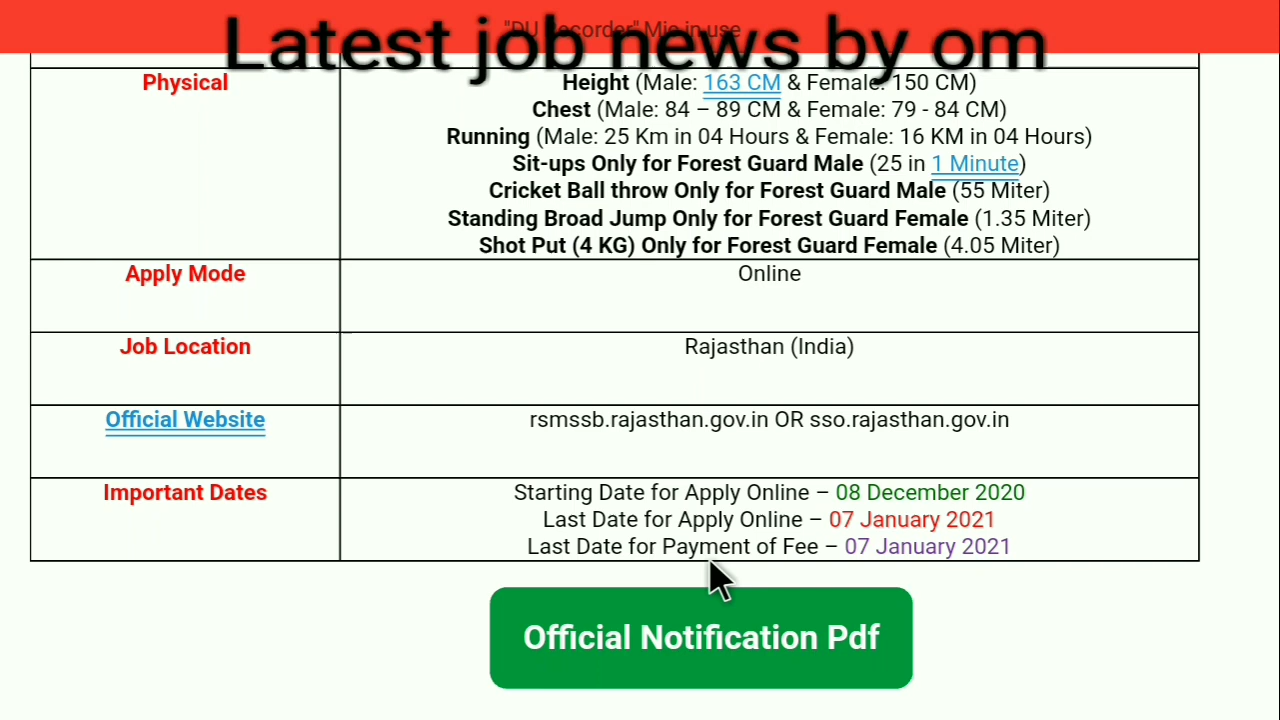 "DU Recorder" Mic in use
Latest job news by om
Physical
Height (Male: 163 CM & Female: 150 CM)
Chest (Male: 84 – 89 CM & Female: 79 - 84 CM)
Running (Male: 25 Km in 04 Hours & Female: 16 KM in 04 Hours)
Sit-ups Only for Forest Guard Male (25 in 1 Minute)
Cricket Ball throw Only for Forest Guard Male (55 Miter)
Standing Broad Jump Only for Forest Guard Female (1.35 Miter)
Shot Put (4 KG) Only for Forest Guard Female (4.05 Miter)
Apply Mode
Online
Job Location
Rajasthan (India)
Official Website
rsmssb.rajasthan.gov.in OR sso.rajasthan.gov.in
Important Dates
Starting Date for Apply Online – 08 December 2020
Last Date for Apply Online – 07 January 2021
Last Date for Payment of Fee – 07 January 2021
Official Notification Pdf